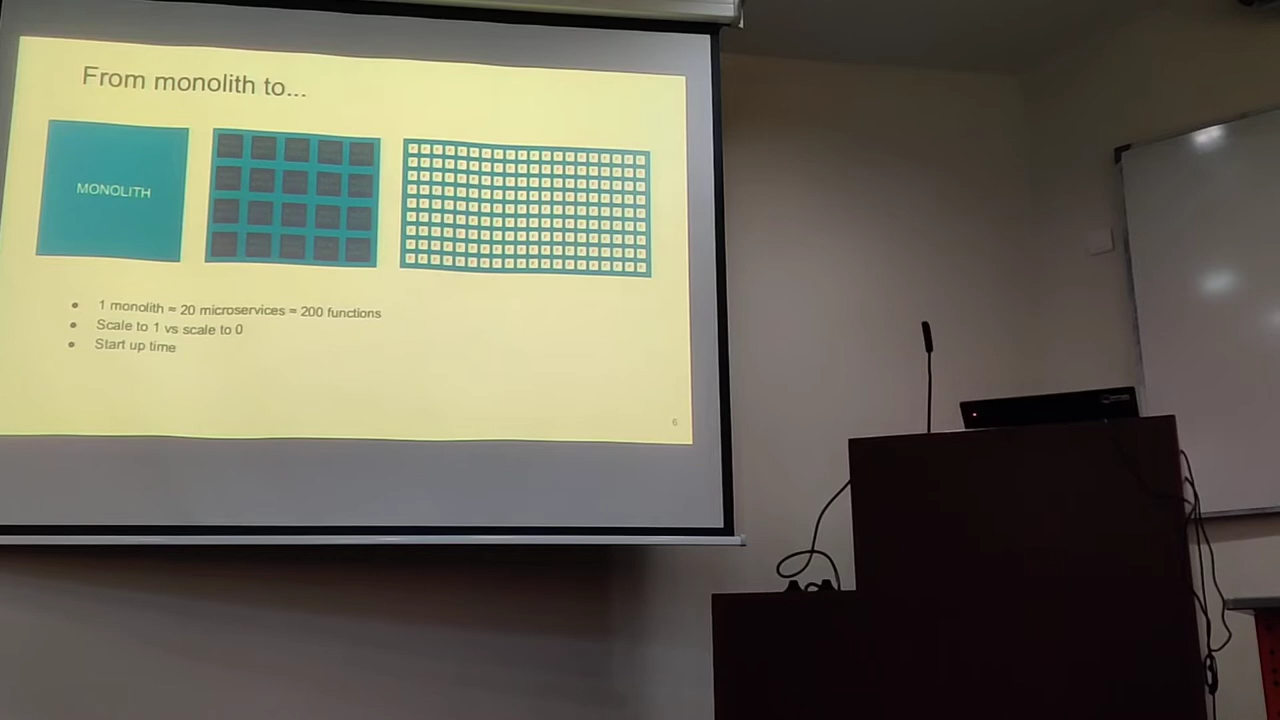 From monolith to...
MONOLITH
1 monolith = 20 microservices = 200 functions
Scale to 1 vs scale to 0
Start up time
6